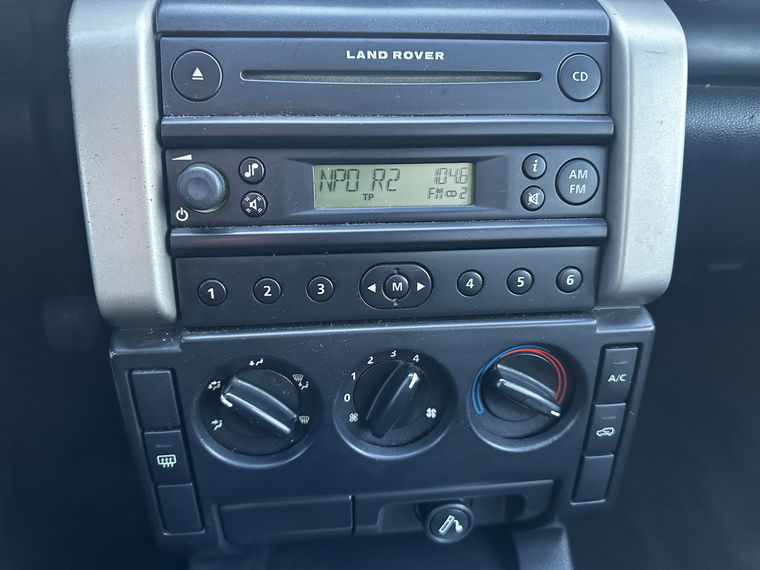 LAND ROVER
CD
NPO R2 104.6
TP FM 2
i
AM
FM
1 2 3 M 4 5 6
0 1 2 3 4
A/C